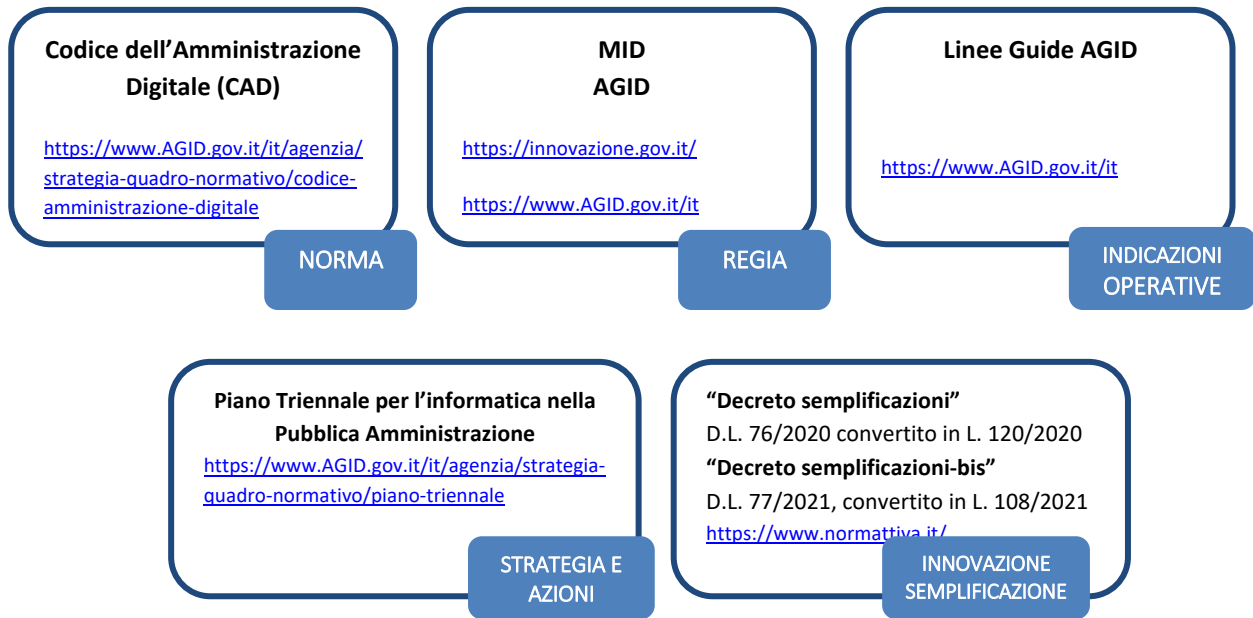 Codice dell’Amministrazione
Digitale (CAD)
https://www.AGID.gov.it/it/agenzia/
strategia-quadro-normativo/codice-
amministrazione-digitale
NORMA
MID
AGID
https://innovazione.gov.it/
https://www.AGID.gov.it/it
REGIA
Linee Guide AGID
https://www.AGID.gov.it/it
INDICAZIONI
OPERATIVE
Piano Triennale per l’informatica nella
Pubblica Amministrazione
https://www.AGID.gov.it/it/agenzia/strategia-
quadro-normativo/piano-triennale
STRATEGIA E
AZIONI
“Decreto semplificazioni”
D.L. 76/2020 convertito in L. 120/2020
“Decreto semplificazioni-bis”
D.L. 77/2021, convertito in L. 108/2021
https://www.normattiva.it/
INNOVAZIONE
SEMPLIFICAZIONE